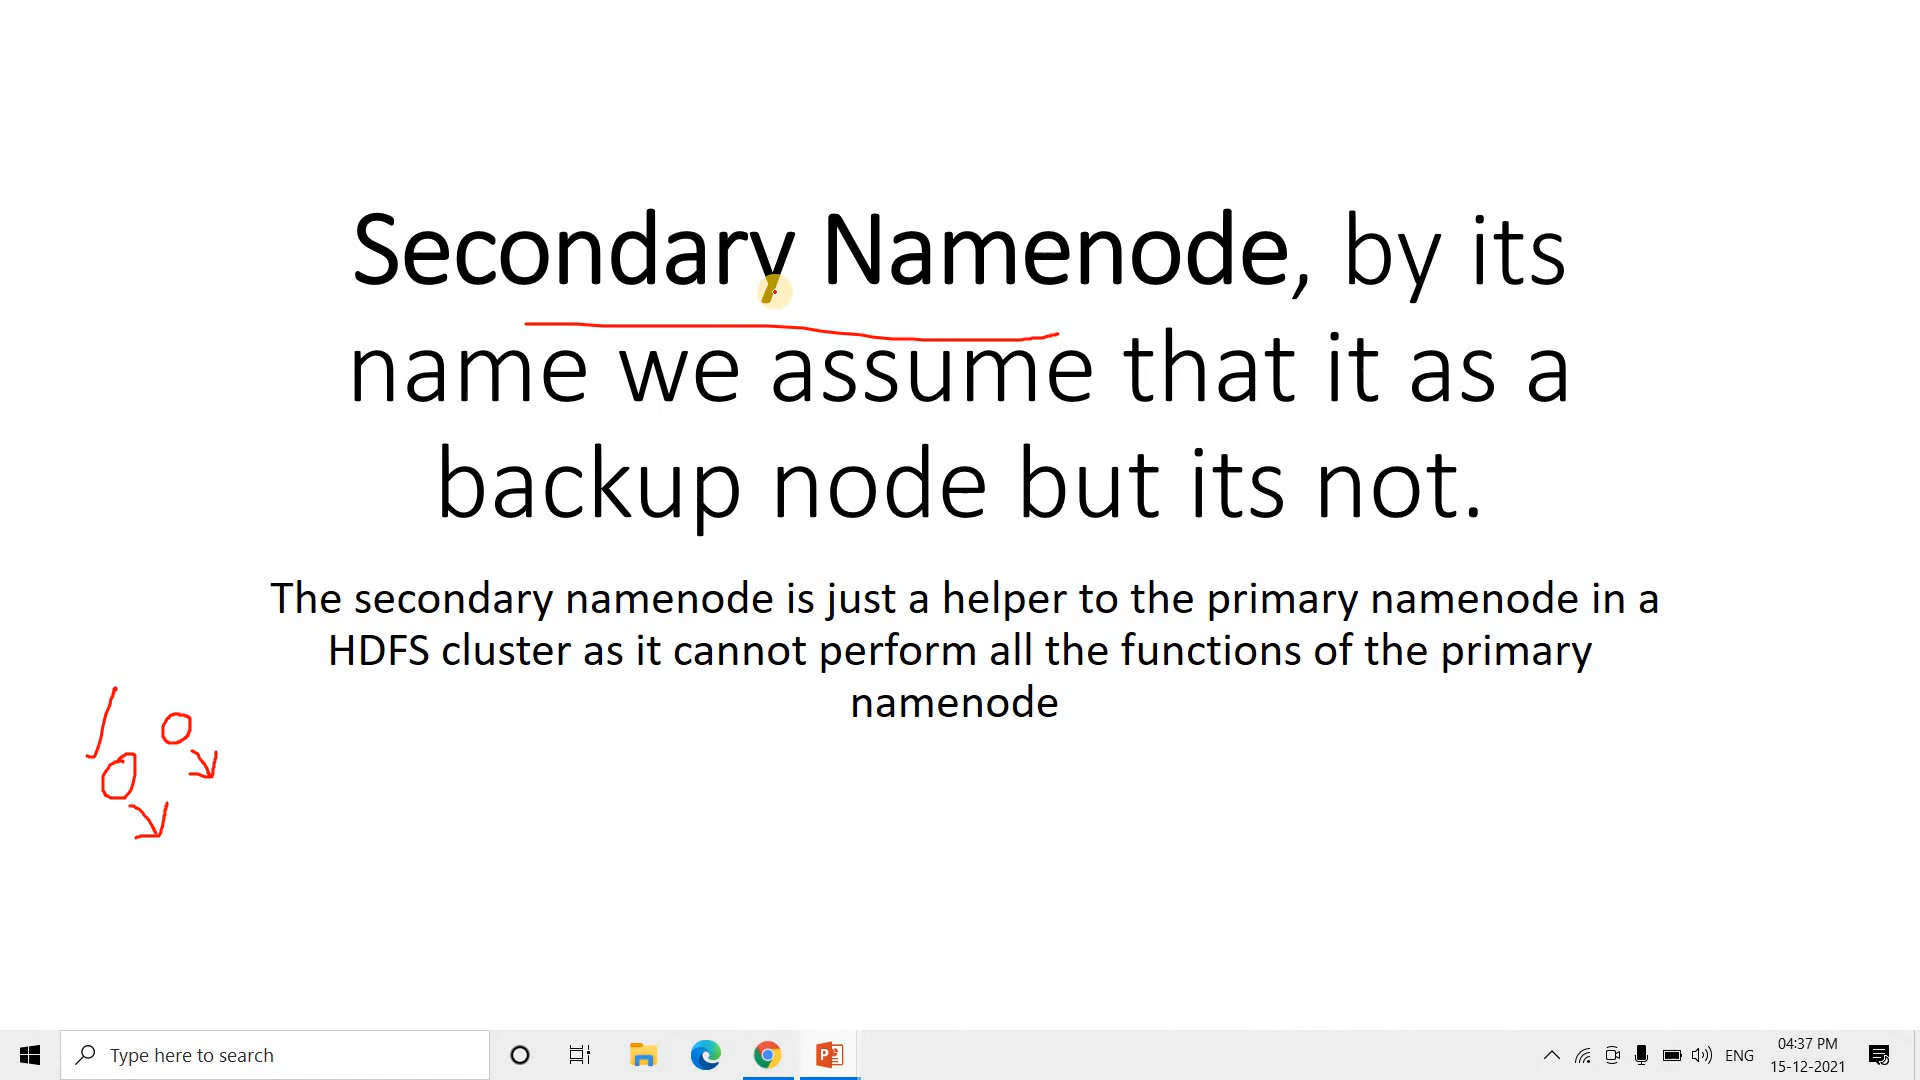 Secondary Namenode, by its
name we assume that it as a
backup node but its not.
The secondary namenode is just a helper to the primary namenode in a
HDFS cluster as it cannot perform all the functions of the primary
namenode
Type here to search
ENG
04:37 PM
15-12-2021